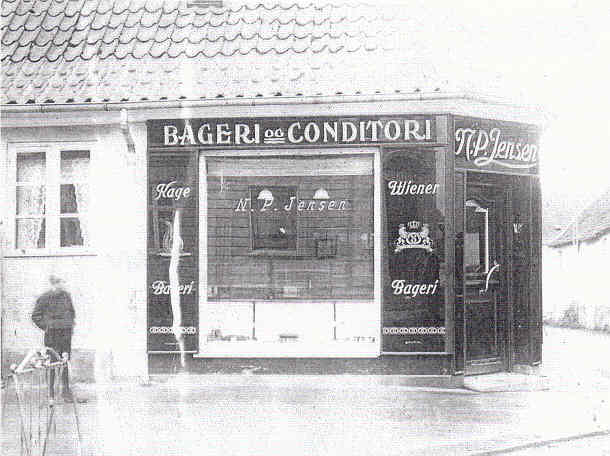 BAGERI og CONDITORI
N.P. Jensen
Kage
Bageri
N. P. Jensen
Wiener
Bageri